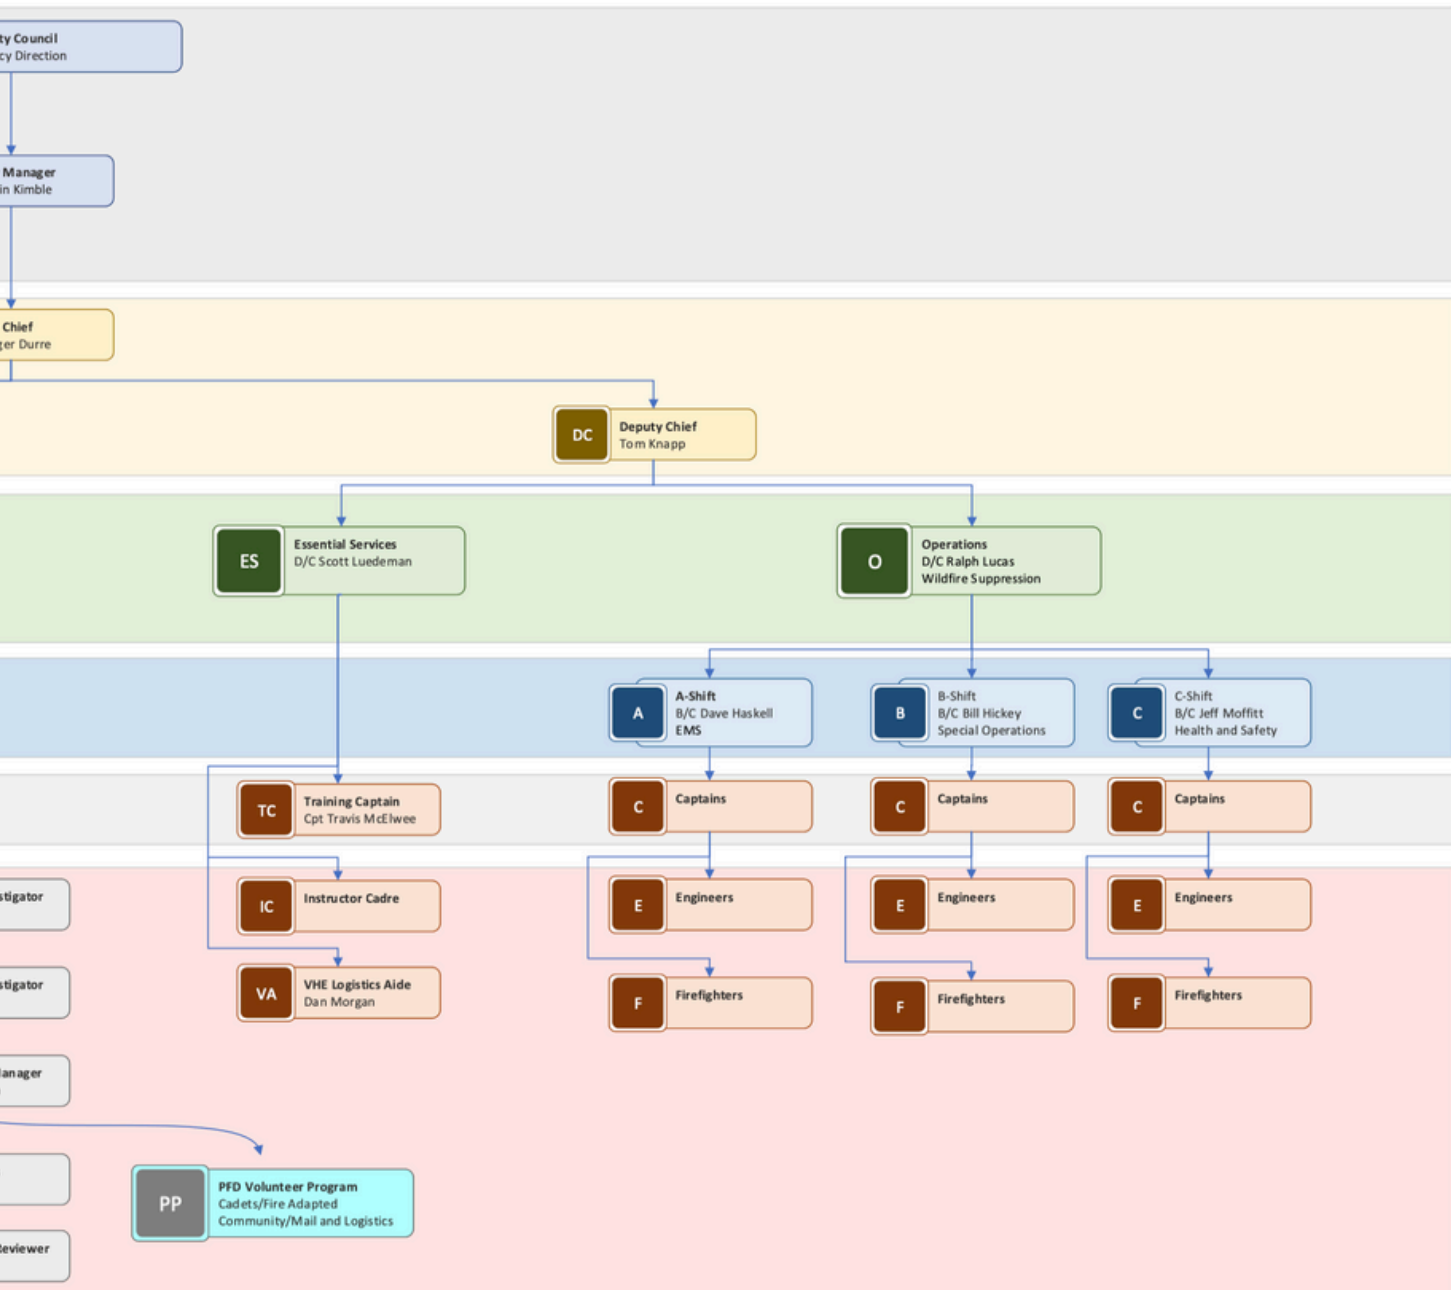 ty Council
cy Direction
Manager
in Kimble
Chief
ger Durre
DC
Deputy Chief
Tom Knapp
ES
Essential Services
D/C Scott Luedeman
O
Operations
D/C Ralph Lucas
Wildfire Suppression
A
A-Shift
B/C Dave Haskell
EMS
B
B-Shift
B/C Bill Hickey
Special Operations
C
C-Shift
B/C Jeff Moffitt
Health and Safety
TC
Training Captain
Cpt Travis McElwee
C
Captains
C
Captains
C
Captains
stigator
IC
Instructor Cadre
E
Engineers
E
Engineers
E
Engineers
stigator
VA
VHE Logistics Aide
Dan Morgan
F
Firefighters
F
Firefighters
F
Firefighters
anager
PP
PFD Volunteer Program
Cadets/Fire Adapted
Community/Mail and Logistics
Reviewer